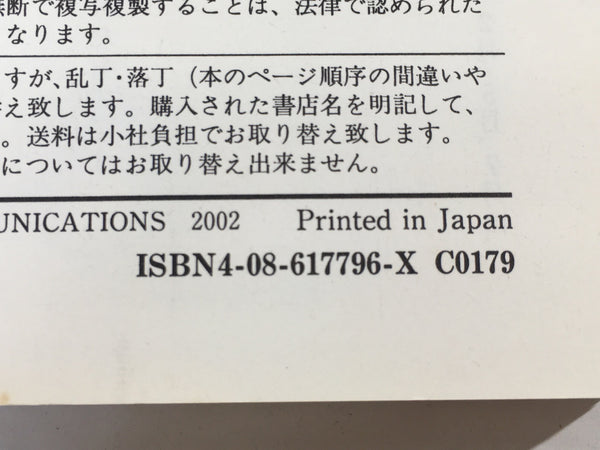 断で複写複製することは、法律で認められた
なります。
すが、乱丁・落丁（本のページ順序の間違いや
え致します。購入された書店名を明記して、
。送料は小社負担でお取り替え致します。
についてはお取り替え出来ません。
UNICATIONS 2002 Printed in Japan
ISBN4-08-617796-X C0179